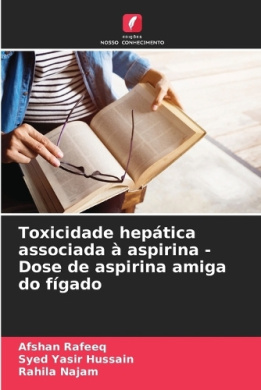 edições
NOSSO CONHECIMENTO
Toxicidade hepática
associada à aspirina -
Dose de aspirina amiga
do fígado
Afshan Rafeeq
Syed Yasir Hussain
Rahila Najam